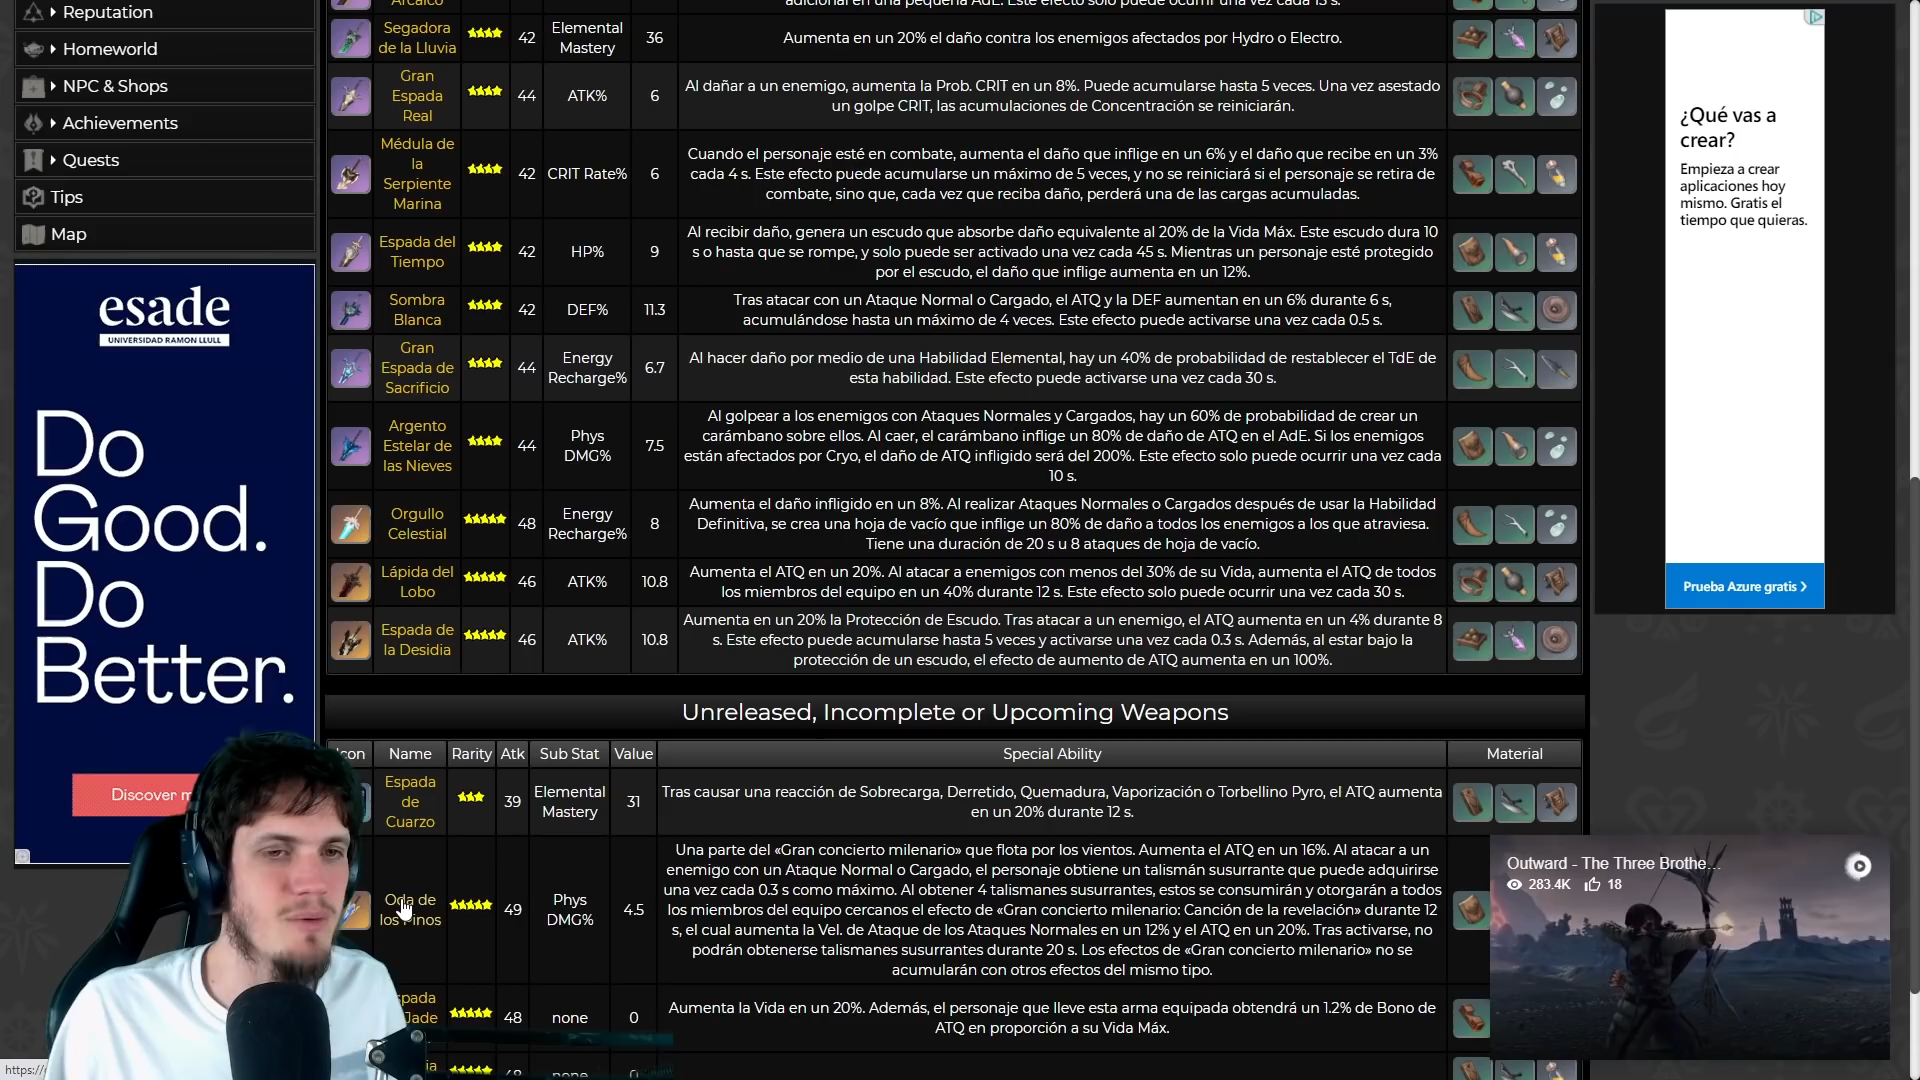 Reputation
Homeworld
NPC & Shops
Achievements
Quests
Tips
Map
esade
UNIVERSIDAD RAMON LLULL
Do
Good.
Do
Better.
Discover m
https://
Arcaico
adicional en una pequeña AdE. Este efecto solo puede ocurrir una vez cada 15 s.
Segadora
de la Lluvia
42
Elemental
Mastery
36
Aumenta en un 20% el daño contra los enemigos afectados por Hydro o Electro.
Gran
Espada
Real
44
ATK%
6
Al dañar a un enemigo, aumenta la Prob. CRIT en un 8%. Puede acumularse hasta 5 veces. Una vez asestado
un golpe CRIT, las acumulaciones de Concentración se reiniciarán.
Médula de
la
Serpiente
Marina
42
CRIT Rate%
6
Cuando el personaje esté en combate, aumenta el daño que inflige en un 6% y el daño que recibe en un 3%
cada 4 s. Este efecto puede acumularse un máximo de 5 veces, y no se reiniciará si el personaje se retira de
combate, sino que, cada vez que reciba daño, perderá una de las cargas acumuladas.
Espada del
Tiempo
42
HP%
9
Al recibir daño, genera un escudo que absorbe daño equivalente al 20% de la Vida Máx. Este escudo dura 10
s o hasta que se rompe, y solo puede ser activado una vez cada 45 s. Mientras un personaje esté protegido
por el escudo, el daño que inflige aumenta en un 12%.
Sombra
Blanca
42
DEF%
11.3
Tras atacar con un Ataque Normal o Cargado, el ATQ y la DEF aumentan en un 6% durante 6 s,
acumulándose hasta un máximo de 4 veces. Este efecto puede activarse una vez cada 0.5 s.
Gran
Espada de
Sacrificio
44
Energy
Recharge%
6.7
Al hacer daño por medio de una Habilidad Elemental, hay un 40% de probabilidad de restablecer el TdE de
esta habilidad. Este efecto puede activarse una vez cada 30 s.
Argento
Estelar de
las Nieves
44
Phys
DMG%
7.5
Al golpear a los enemigos con Ataques Normales y Cargados, hay un 60% de probabilidad de crear un
carámbano sobre ellos. Al caer, el carámbano inflige un 80% de daño de ATQ en el AdE. Si los enemigos
están afectados por Cryo, el daño de ATQ infligido será del 200%. Este efecto solo puede ocurrir una vez cada
10 s.
Orgullo
Celestial
48
Energy
Recharge%
8
Aumenta el daño infligido en un 8%. Al realizar Ataques Normales o Cargados después de usar la Habilidad
Definitiva, se crea una hoja de vacío que inflige un 80% de daño a todos los enemigos a los que atraviesa.
Tiene una duración de 20 s u 8 ataques de hoja de vacío.
Lápida del
Lobo
46
ATK%
10.8
Aumenta el ATQ en un 20%. Al atacar a enemigos con menos del 30% de su Vida, aumenta el ATQ de todos
los miembros del equipo en un 40% durante 12 s. Este efecto solo puede ocurrir una vez cada 30 s.
Espada de
la Desidia
46
ATK%
10.8
Aumenta en un 20% la Protección de Escudo. Tras atacar a un enemigo, el ATQ aumenta en un 4% durante 8
s. Este efecto puede acumularse hasta 5 veces y activarse una vez cada 0.3 s. Además, al estar bajo la
protección de un escudo, el efecto de aumento de ATQ aumenta en un 100%.
Unreleased, Incomplete or Upcoming Weapons
Icon Name Rarity Atk Sub Stat Value Special Ability Material
Espada
de
Cuarzo
39
Elemental
Mastery
31
Tras causar una reacción de Sobrecarga, Derretido, Quemadura, Vaporización o Torbellino Pyro, el ATQ aumenta
en un 20% durante 12 s.
Oda de
los Pinos
49
Phys
DMG%
4.5
Una parte del «Gran concierto milenario» que flota por los vientos. Aumenta el ATQ en un 16%. Al atacar a un
enemigo con un Ataque Normal o Cargado, el personaje obtiene un talismán susurrante que puede adquirirse
una vez cada 0.3 s como máximo. Al obtener 4 talismanes susurrantes, estos se consumirán y otorgarán a todos
los miembros del equipo cercanos el efecto de «Gran concierto milenario: Canción de la revelación» durante 12
s, el cual aumenta la Vel. de Ataque de los Ataques Normales en un 12% y el ATQ en un 20%. Tras activarse, no
podrán obtenerse talismanes susurrantes durante 20 s. Los efectos de «Gran concierto milenario» no se
acumularán con otros efectos del mismo tipo.
spada
Jade
48
none
0
Aumenta la Vida en un 20%. Además, el personaje que lleve esta arma equipada obtendrá un 1.2% de Bono de
ATQ en proporción a su Vida Máx.
48
none
0
¿Qué vas a
crear?
Empieza a crear
aplicaciones hoy
mismo. Gratis el
tiempo que quieras.
Prueba Azure gratis
Outward - The Three Brothe...
283.4K 18